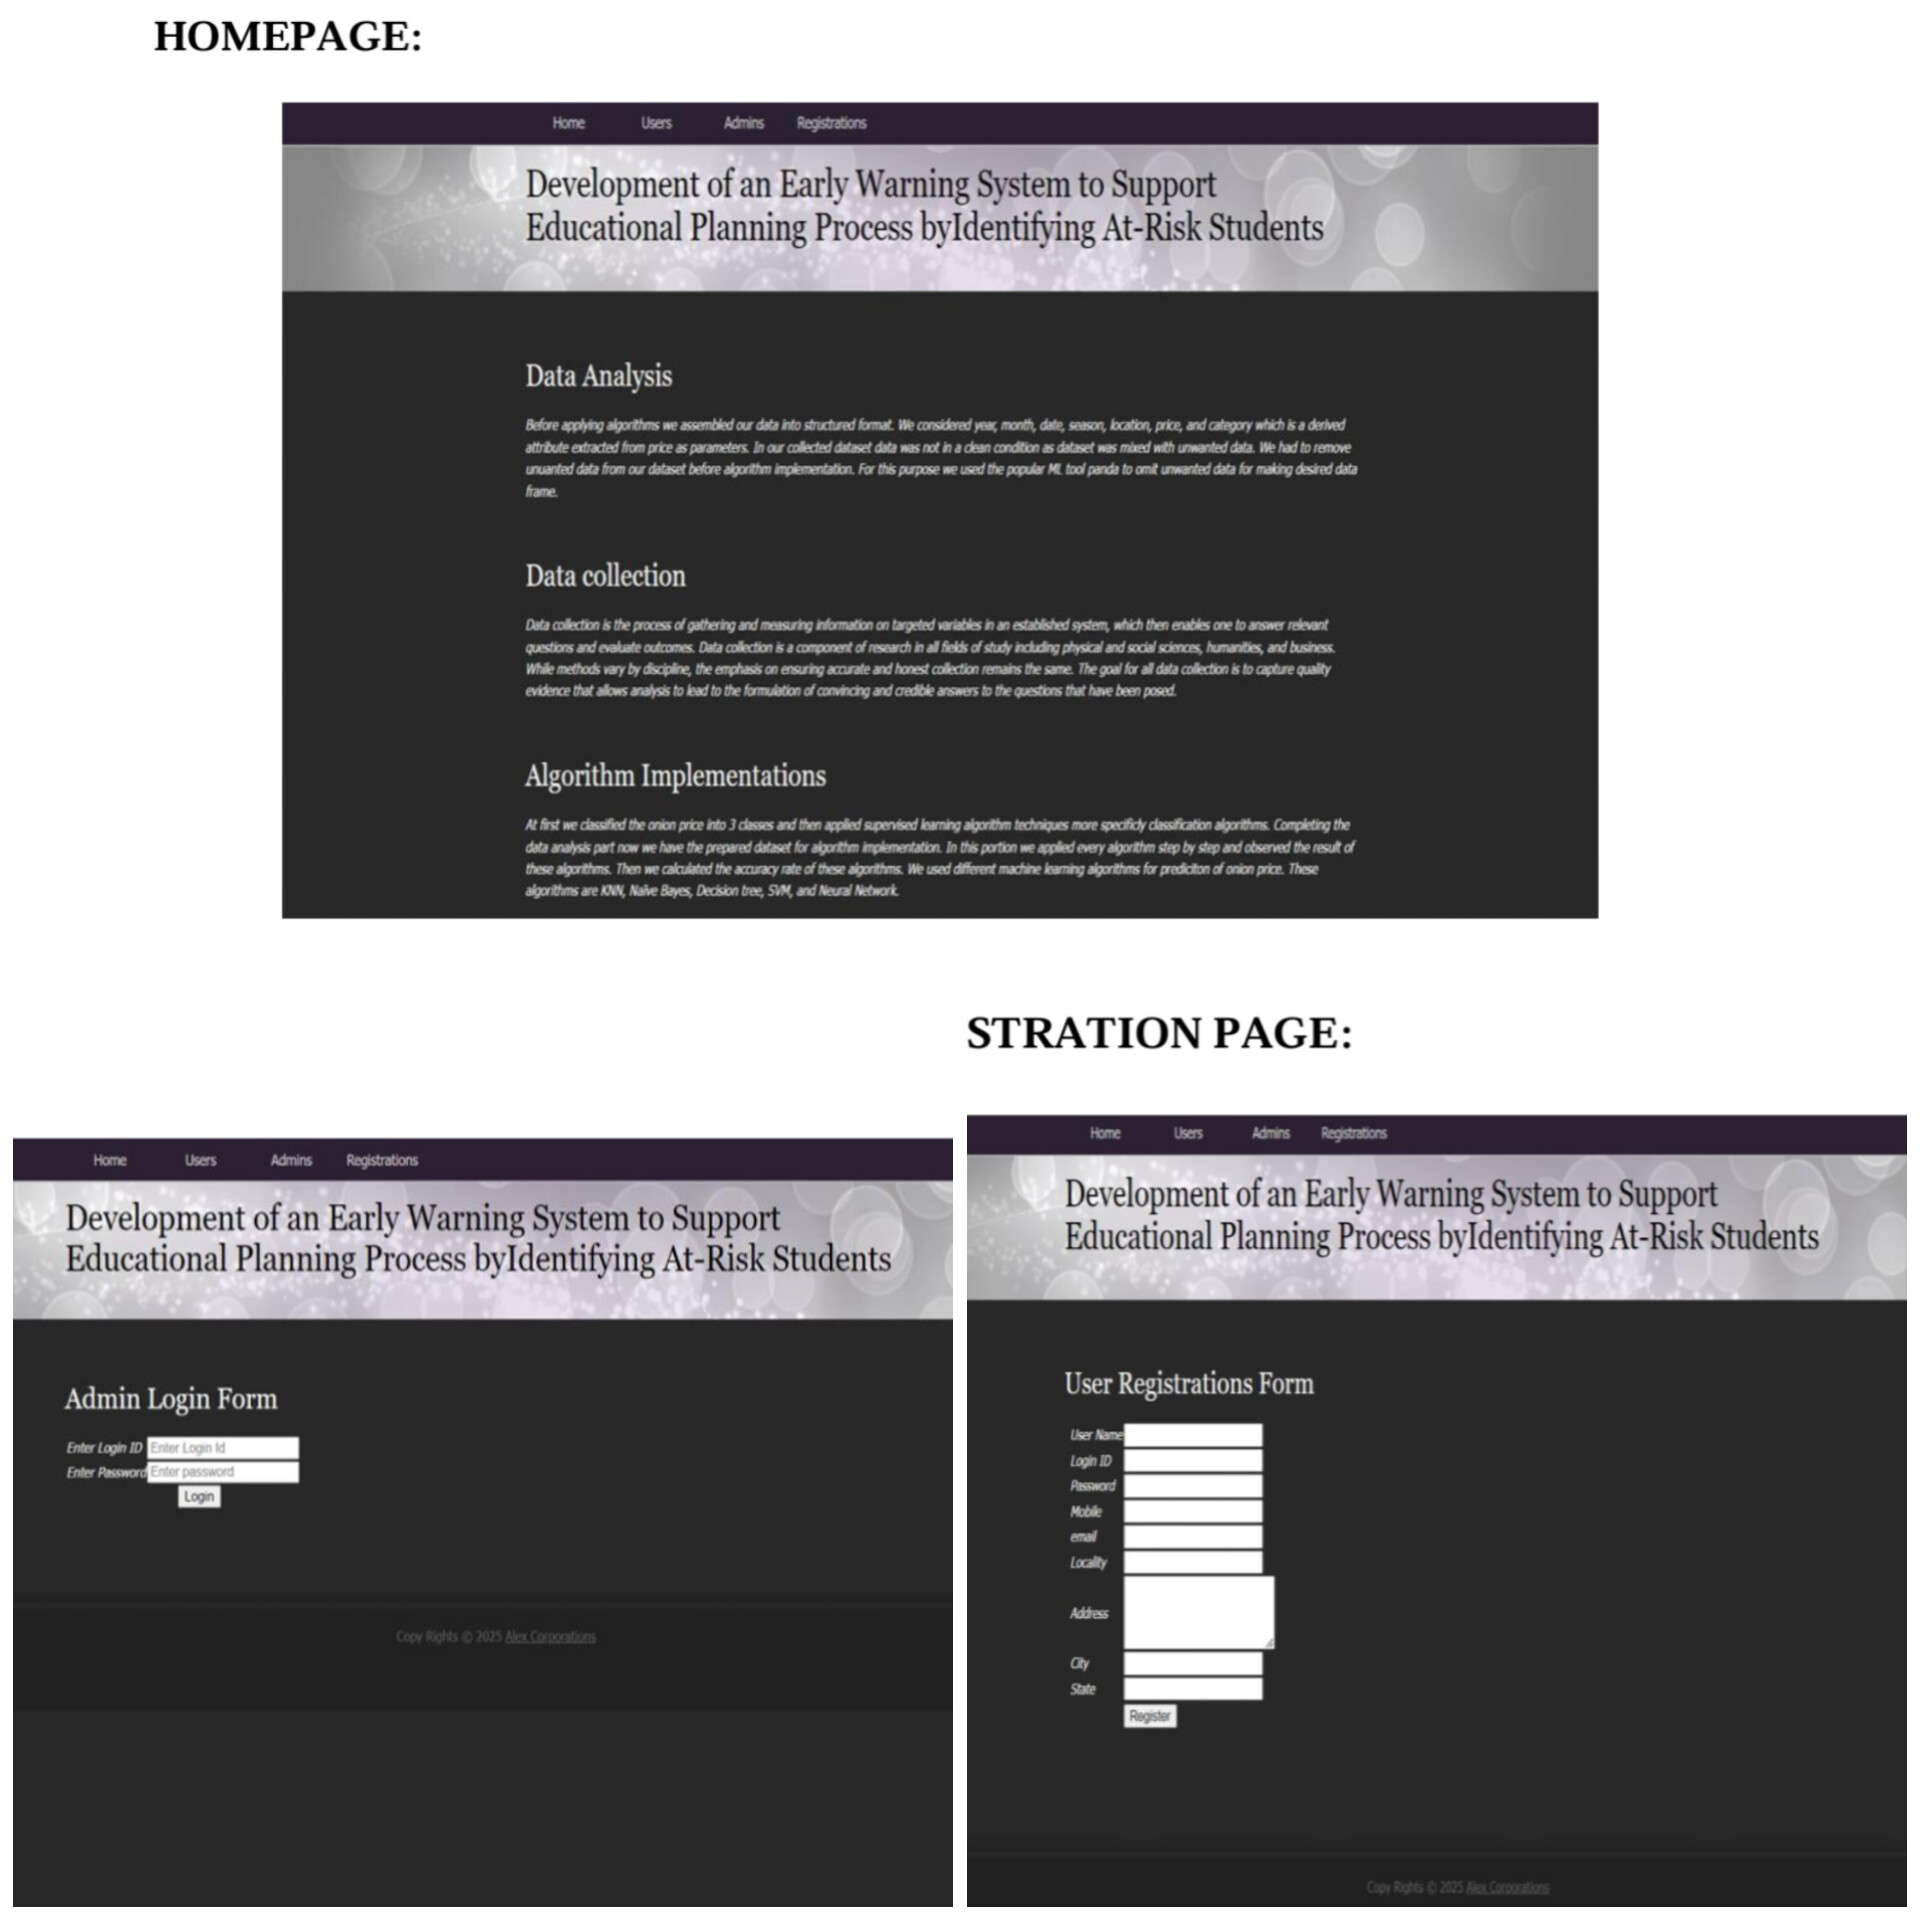 HOMEPAGE:
Home Users Admins Registrations
Development of an Early Warning System to Support
Educational Planning Process byIdentifying At-Risk Students
Data Analysis
Before applying algorithms we assembled our data into structured format. We considered year, month, date, season, location, price, and category which is a derived
attribute extracted from price as parameters. In our collected dataset data was not in a clean condition as dataset was mixed with unwanted data. We had to remove
unuanted data from our dataset before algorithm implementation. For this purpose we used the popular ML tool panda to omit unwanted data for making desired data
frame.
Data collection
Data collection is the process of gathering and measuring information on targeted variables in an established system, which then enables one to answer relevant
questions and evaluate outcomes. Data collection is a component of research in all fields of study including physical and social sciences, humanities, and business.
While methods vary by discipline, the emphasis on ensuring accurate and honest collection remains the same. The goal for all data collection is to capture quality
evidence that allows analysis to lead to the formulation of convincing and credible answers to the questions that have been posed.
Algorithm Implementations
At first we classified the onion price into 3 classes and then applied supervised learning algorithm techniques more specificly classification algorithms. Completing the
data analysis part now we have the prepared dataset for algorithm implementation. In this portion we applied every algorithm step by step and observed the result of
these algorithms. Then we calculated the accuracy rate of these algorithms. We used different machine learning algorithms for prediciton of onion price. These
algorithms are KNN, Naïve Bayes, Decision tree, SVM, and Neural Network.
Home Users Admins Registrations
Development of an Early Warning System to Support
Educational Planning Process byIdentifying At-Risk Students
Admin Login Form
Enter Login ID Enter Login Id
Enter Password Enter password
Login
Copy Rights © 2025 Alex Corporations
STRATION PAGE:
Home Users Admins Registrations
Development of an Early Warning System to Support
Educational Planning Process byIdentifying At-Risk Students
User Registrations Form
User Name
Login ID
Password
Mobile
email
Locality
Address
City
State
Register
Copy Rights © 2025 Alex Corporations